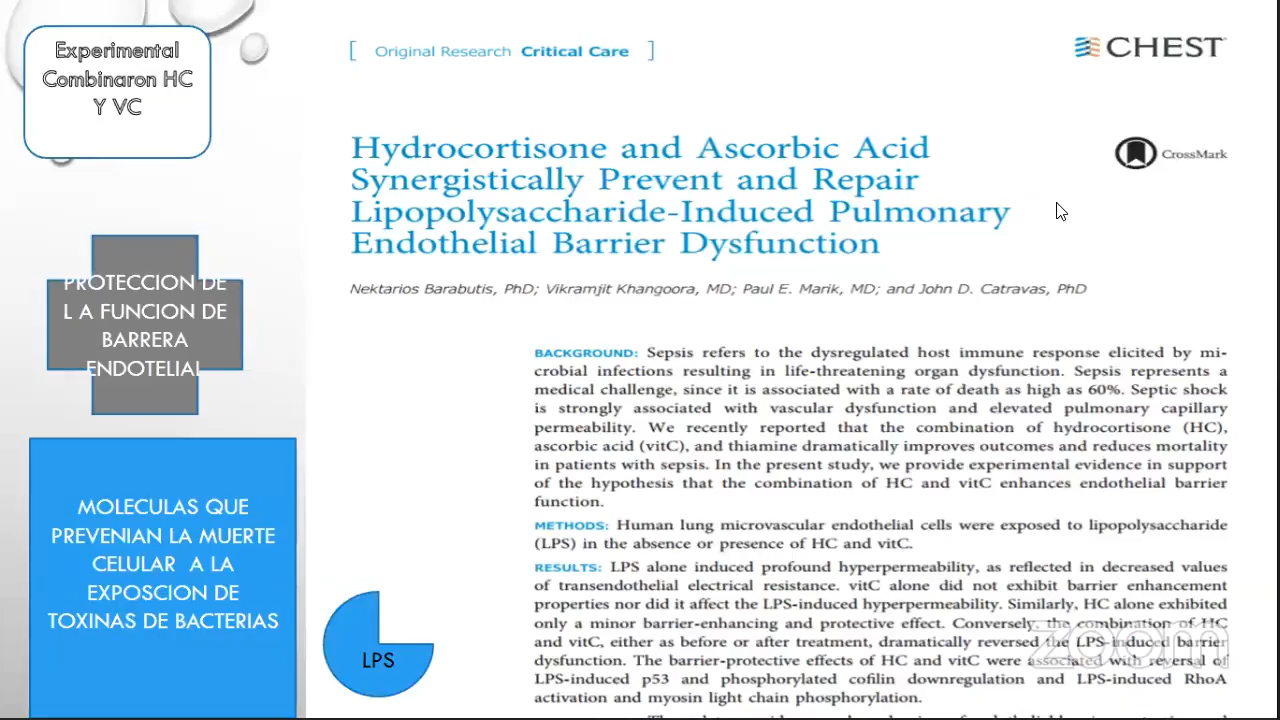 Experimental
Combinaron HC
Y VC
PROTECCION DE
L A FUNCION DE
BARRERA
ENDOTELIAL
MOLECULAS QUE
PREVENIAN LA MUERTE
CELULAR A LA
EXPOSCION DE
TOXINAS DE BACTERIAS
LPS
[ Original Research Critical Care ]
CHEST
Hydrocortisone and Ascorbic Acid
Synergistically Prevent and Repair
Lipopolysaccharide-Induced Pulmonary
Endothelial Barrier Dysfunction
CrossMark
Nektarios Barabutis, PhD; Vikramjit Khangoora, MD; Paul E. Marik, MD; and John D. Catravas, PhD
BACKGROUND: Sepsis refers to the dysregulated host immune response elicited by mi-
crobial infections resulting in life-threatening organ dysfunction. Sepsis represents a
medical challenge, since it is associated with a rate of death as high as 60%. Septic shock
is strongly associated with vascular dysfunction and elevated pulmonary capillary
permeability. We recently reported that the combination of hydrocortisone (HC),
ascorbic acid (vitC), and thiamine dramatically improves outcomes and reduces mortality
in patients with sepsis. In the present study, we provide experimental evidence in support
of the hypothesis that the combination of HC and vitC enhances endothelial barrier
function.
METHODS: Human lung microvascular endothelial cells were exposed to lipopolysaccharide
(LPS) in the absence or presence of HC and vitC.
RESULTS: LPS alone induced profound hyperpermeability, as reflected in decreased values
of transendothelial electrical resistance. vitC alone did not exhibit barrier enhancement
properties nor did it affect the LPS-induced hyperpermeability. Similarly, HC alone exhibited
only a minor barrier-enhancing and protective effect. Conversely, the combination of HC
and vitC, either as before or after treatment, dramatically reversed the LPS-induced barrier
dysfunction. The barrier-protective effects of HC and vitC were associated with reversal of
LPS-induced p53 and phosphorylated cofilin downregulation and LPS-induced RhoA
activation and myosin light chain phosphorylation.
zoom